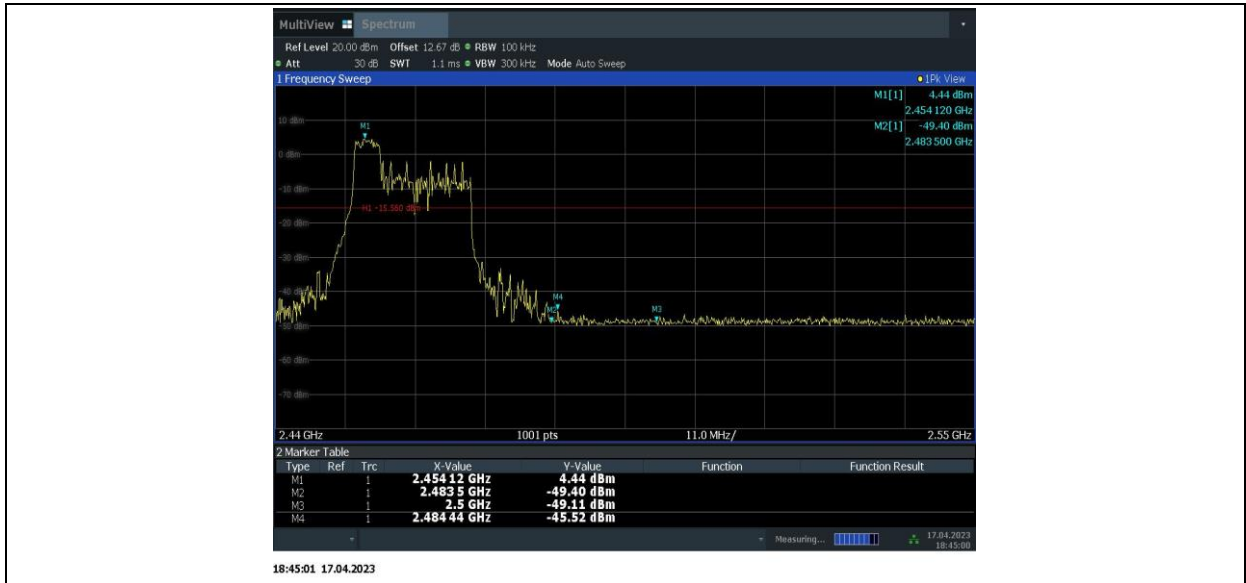 MultiView Spectrum
Ref Level 20.00 dBm Offset 12.67 dB RBW 100 kHz
Att 30 dB SWT 1.1 ms VBW 300 kHz Mode Auto Sweep
1 Frequency Sweep 1Pk View
M1[1] 4.44 dBm
2.454 120 GHz
M2[1] -49.40 dBm
2.483 500 GHz
10 dBm
M1
0 dBm
-10 dBm
H1 -15.560 dBm
-20 dBm
-30 dBm
-40 dBm
M4
M2
M3
-50 dBm
-60 dBm
-70 dBm
2.44 GHz 1001 pts 11.0 MHz/ 2.55 GHz
2 Marker Table
Type Ref Trc X-Value Y-Value Function Function Result
M1 1 2.454 12 GHz 4.44 dBm
M2 1 2.483 5 GHz -49.40 dBm
M3 1 2.5 GHz -49.11 dBm
M4 1 2.484 44 GHz -45.52 dBm
Measuring... 17.04.2023
18:45:00
18:45:01 17.04.2023